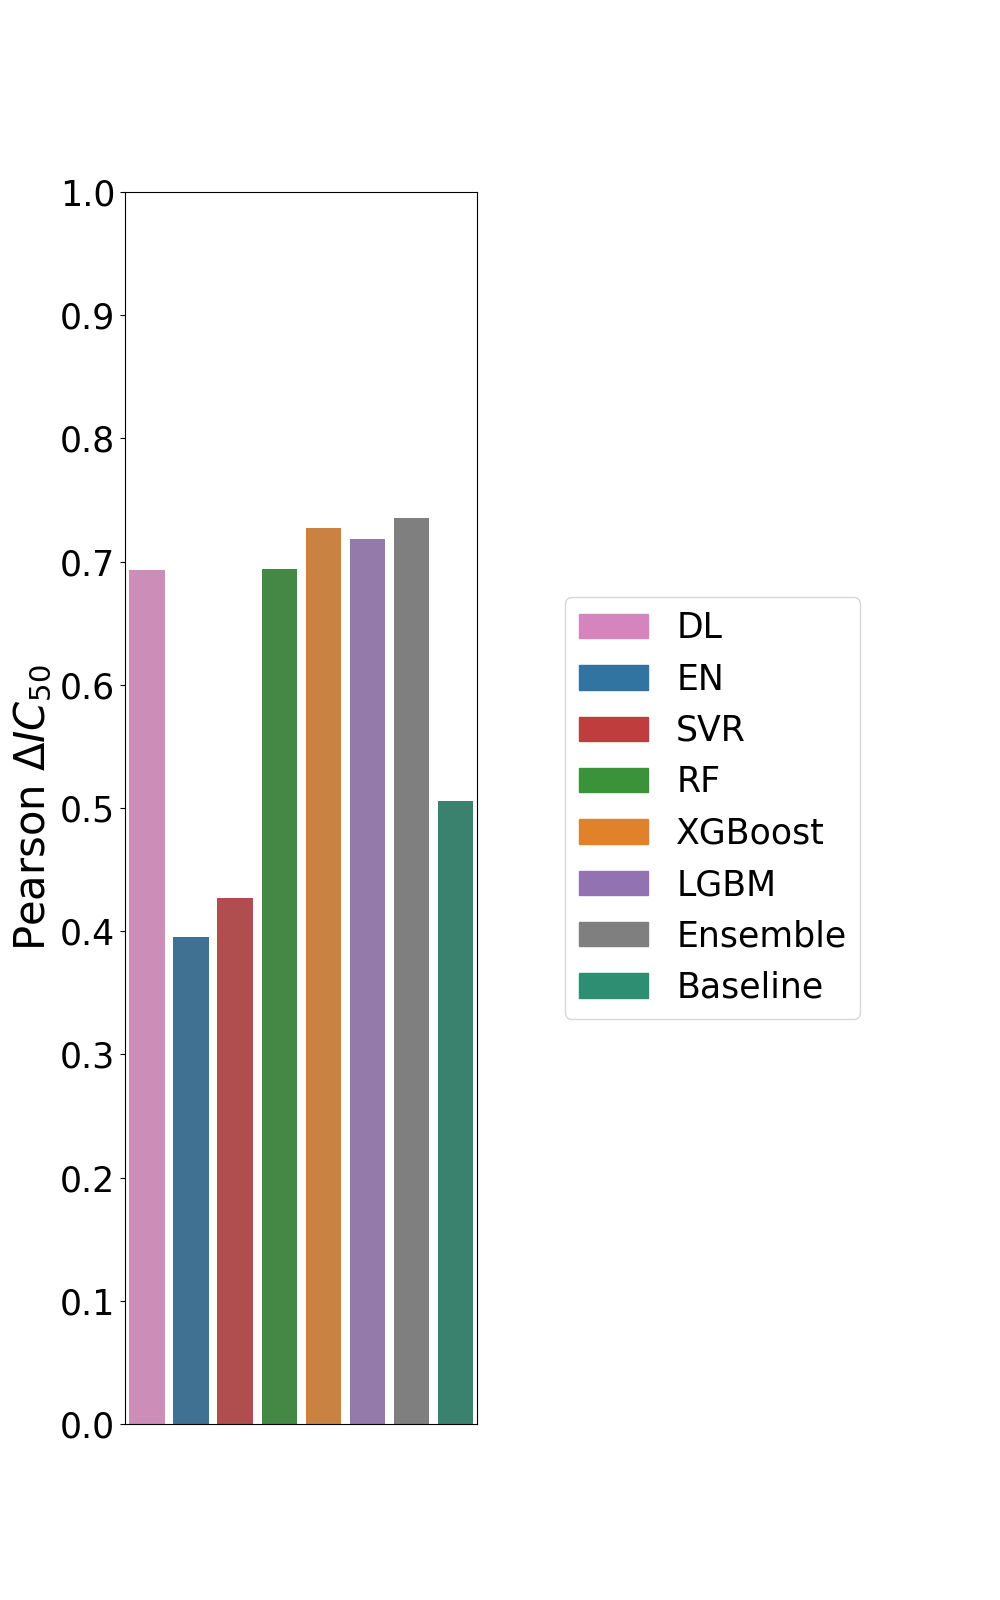 1.0
0.9
0.8
0.7
0.6
0.5
0.4
0.3
0.2
0.1
0.0
Pearson ΔIC₅₀
DL
EN
SVR
RF
XGBoost
LGBM
Ensemble
Baseline